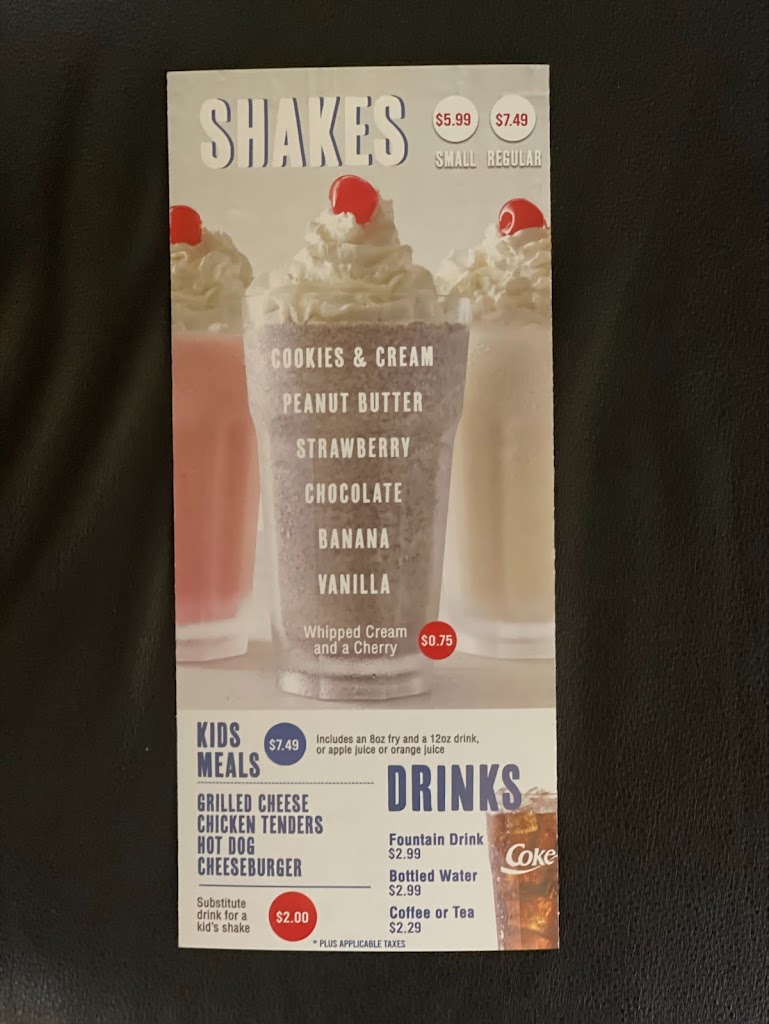 SHAKES
$5.99 $7.49
SMALL REGULAR
COOKIES & CREAM
PEANUT BUTTER
STRAWBERRY
CHOCOLATE
BANANA
VANILLA
Whipped Cream
and a Cherry
$0.75
KIDS
MEALS
$7.49
Includes an 8oz fry and a 12oz drink,
or apple juice or orange juice
GRILLED CHEESE
CHICKEN TENDERS
HOT DOG
CHEESEBURGER
Substitute
drink for a
kid's shake
$2.00
DRINKS
Fountain Drink
$2.99
Bottled Water
$2.99
Coffee or Tea
$2.29
Coke
* PLUS APPLICABLE TAXES